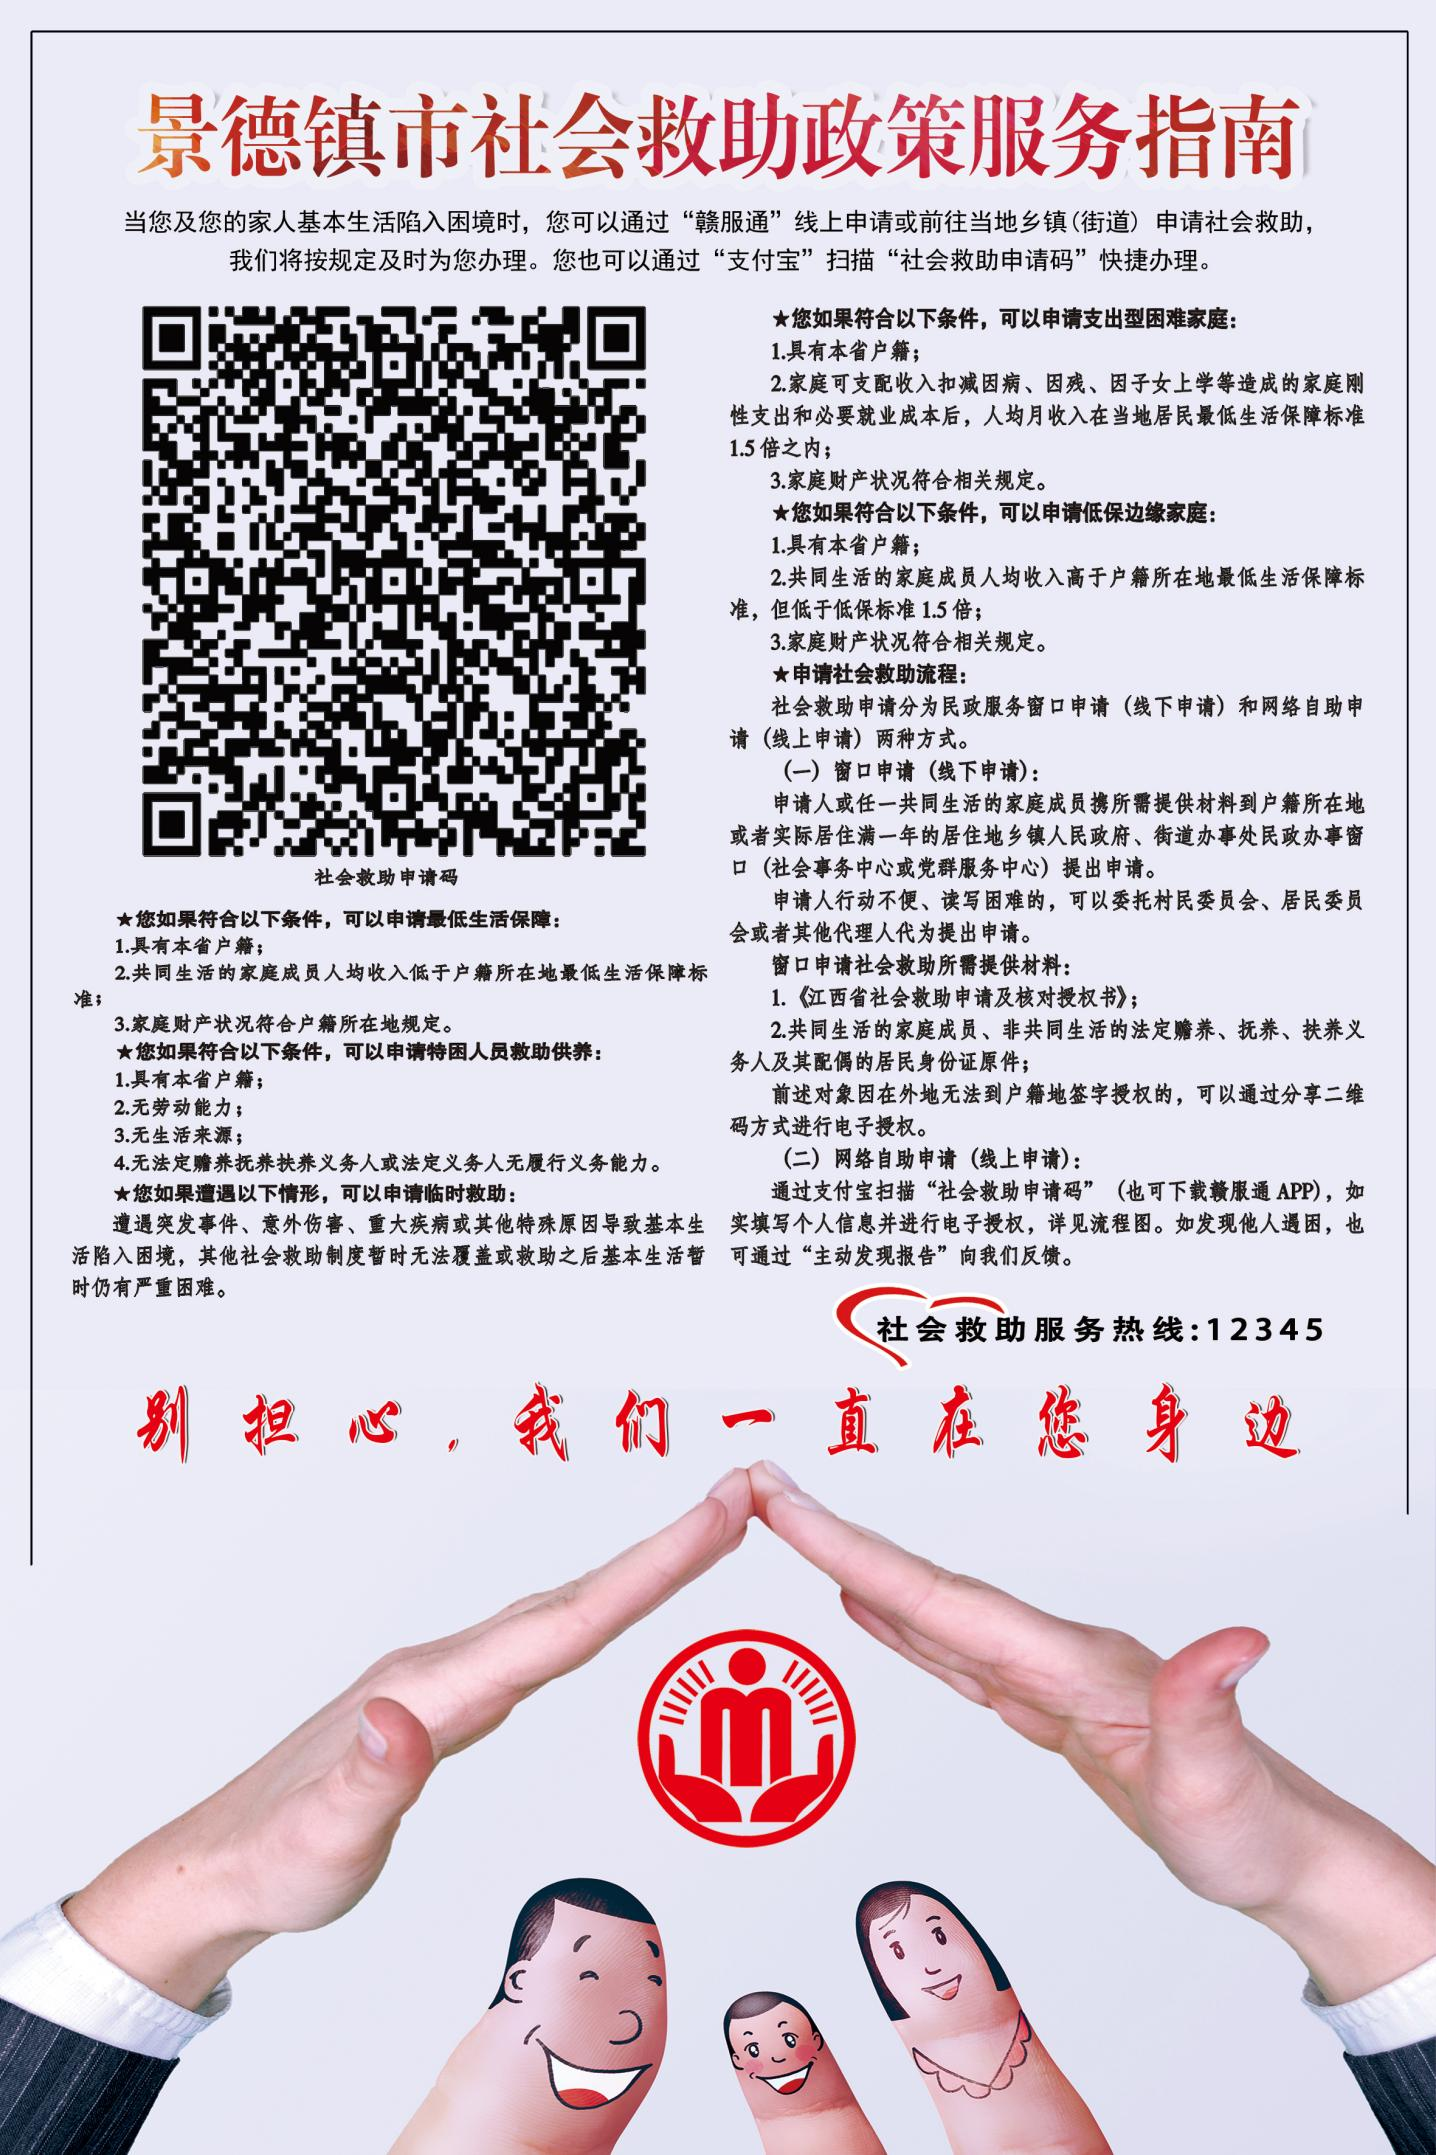 景德镇市社会救助政策服务指南
当您及您的家人基本生活陷入困境时，您可以通过“赣服通”线上申请或前往当地乡镇(街道）申请社会救助，
我们将按规定及时为您办理。您也可以通过“支付宝”扫描“社会救助申请码”快捷办理。
社会救助申请码
★您如果符合以下条件，可以申请最低生活保障：
1.具有本省户籍；
2.共同生活的家庭成员人均收入低于户籍所在地最低生活保障标
准；
3.家庭财产状况符合户籍所在地规定。
★您如果符合以下条件，可以申请特困人员救助供养：
1.具有本省户籍；
2.无劳动能力；
3.无生活来源；
4.无法定赡养抚养扶养义务人或法定义务人无履行义务能力。
★您如果遭遇以下情形，可以申请临时救助：
遭遇突发事件、意外伤害、重大疾病或其他特殊原因导致基本生
活陷入困境，其他社会救助制度暂时无法覆盖或救助之后基本生活暂
时仍有严重困难。
★您如果符合以下条件，可以申请支出型困难家庭：
1.具有本省户籍；
2.家庭可支配收入扣减因病、因残、因子女上学等造成的家庭刚
性支出和必要就业成本后，人均月收入在当地居民最低生活保障标准
1.5倍之内；
3.家庭财产状况符合相关规定。
★您如果符合以下条件，可以申请低保边缘家庭：
1.具有本省户籍；
2.共同生活的家庭成员人均收入高于户籍所在地最低生活保障标
准，但低于低保标准1.5倍；
3.家庭财产状况符合相关规定。
★申请社会救助流程：
社会救助申请分为民政服务窗口申请（线下申请）和网络自助申
请（线上申请）两种方式。
（一）窗口申请（线下申请）：
申请人或任一共同生活的家庭成员携所需提供材料到户籍所在地
或者实际居住满一年的居住地乡镇人民政府、街道办事处民政办事窗
口（社会事务中心或党群服务中心）提出申请。
申请人行动不便、读写困难的，可以委托村民委员会、居民委员
会或者其他代理人代为提出申请。
窗口申请社会救助所需提供材料：
1.《江西省社会救助申请及核对授权书》；
2.共同生活的家庭成员、非共同生活的法定赡养、抚养、扶养义
务人及其配偶的居民身份证原件；
前述对象因在外地无法到户籍地签字授权的，可以通过分享二维
码方式进行电子授权。
（二）网络自助申请（线上申请）：
通过支付宝扫描“社会救助申请码”（也可下载赣服通APP），如
实填写个人信息并进行电子授权，详见流程图。如发现他人遇困，也
可通过“主动发现报告”向我们反馈。
社会救助服务热线:12345
别担心，我们一直在您身边